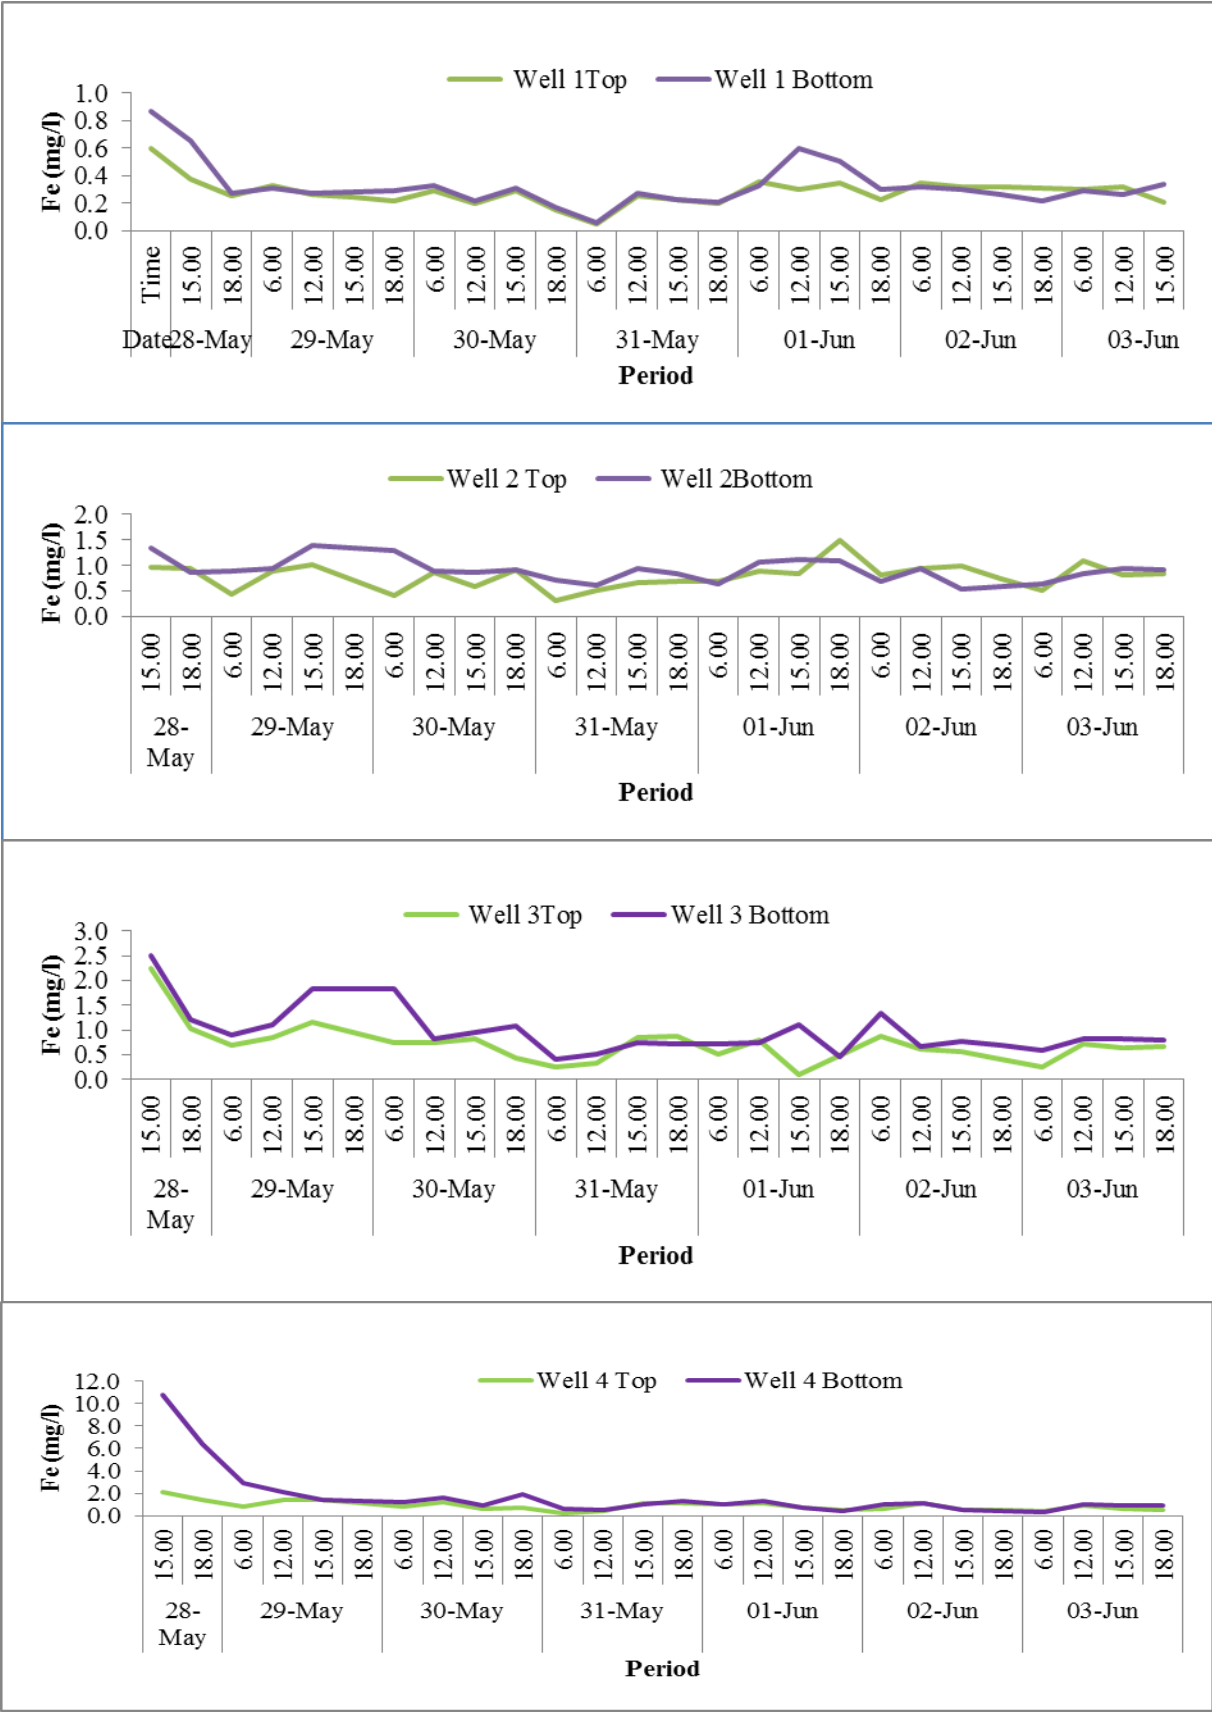 Well 1Top Well 1 Bottom
Fe (mg/l)
1.0
0.8
0.6
0.4
0.2
0.0
Time 15.00 18.00 6.00 12.00 15.00 18.00 6.00 12.00 15.00 18.00 6.00 12.00 15.00 18.00 6.00 12.00 15.00 18.00 6.00 12.00 15.00 18.00 6.00 12.00 15.00
Date 28-May 29-May 30-May 31-May 01-Jun 02-Jun 03-Jun
Period
Well 2 Top Well 2Bottom
Fe (mg/l)
2.0
1.5
1.0
0.5
0.0
15.00 18.00 6.00 12.00 15.00 18.00 6.00 12.00 15.00 18.00 6.00 12.00 15.00 18.00 6.00 12.00 15.00 18.00 6.00 12.00 15.00 18.00 6.00 12.00 15.00 18.00
28- 29-May 30-May 31-May 01-Jun 02-Jun 03-Jun
May
Period
Well 3Top Well 3 Bottom
Fe (mg/l)
3.0
2.5
2.0
1.5
1.0
0.5
0.0
15.00 18.00 6.00 12.00 15.00 18.00 6.00 12.00 15.00 18.00 6.00 12.00 15.00 18.00 6.00 12.00 15.00 18.00 6.00 12.00 15.00 18.00 6.00 12.00 15.00 18.00
28- 29-May 30-May 31-May 01-Jun 02-Jun 03-Jun
May
Period
Well 4 Top Well 4 Bottom
Fe (mg/l)
12.0
10.0
8.0
6.0
4.0
2.0
0.0
15.00 18.00 6.00 12.00 15.00 18.00 6.00 12.00 15.00 18.00 6.00 12.00 15.00 18.00 6.00 12.00 15.00 18.00 6.00 12.00 15.00 18.00 6.00 12.00 15.00 18.00
28- 29-May 30-May 31-May 01-Jun 02-Jun 03-Jun
May
Period